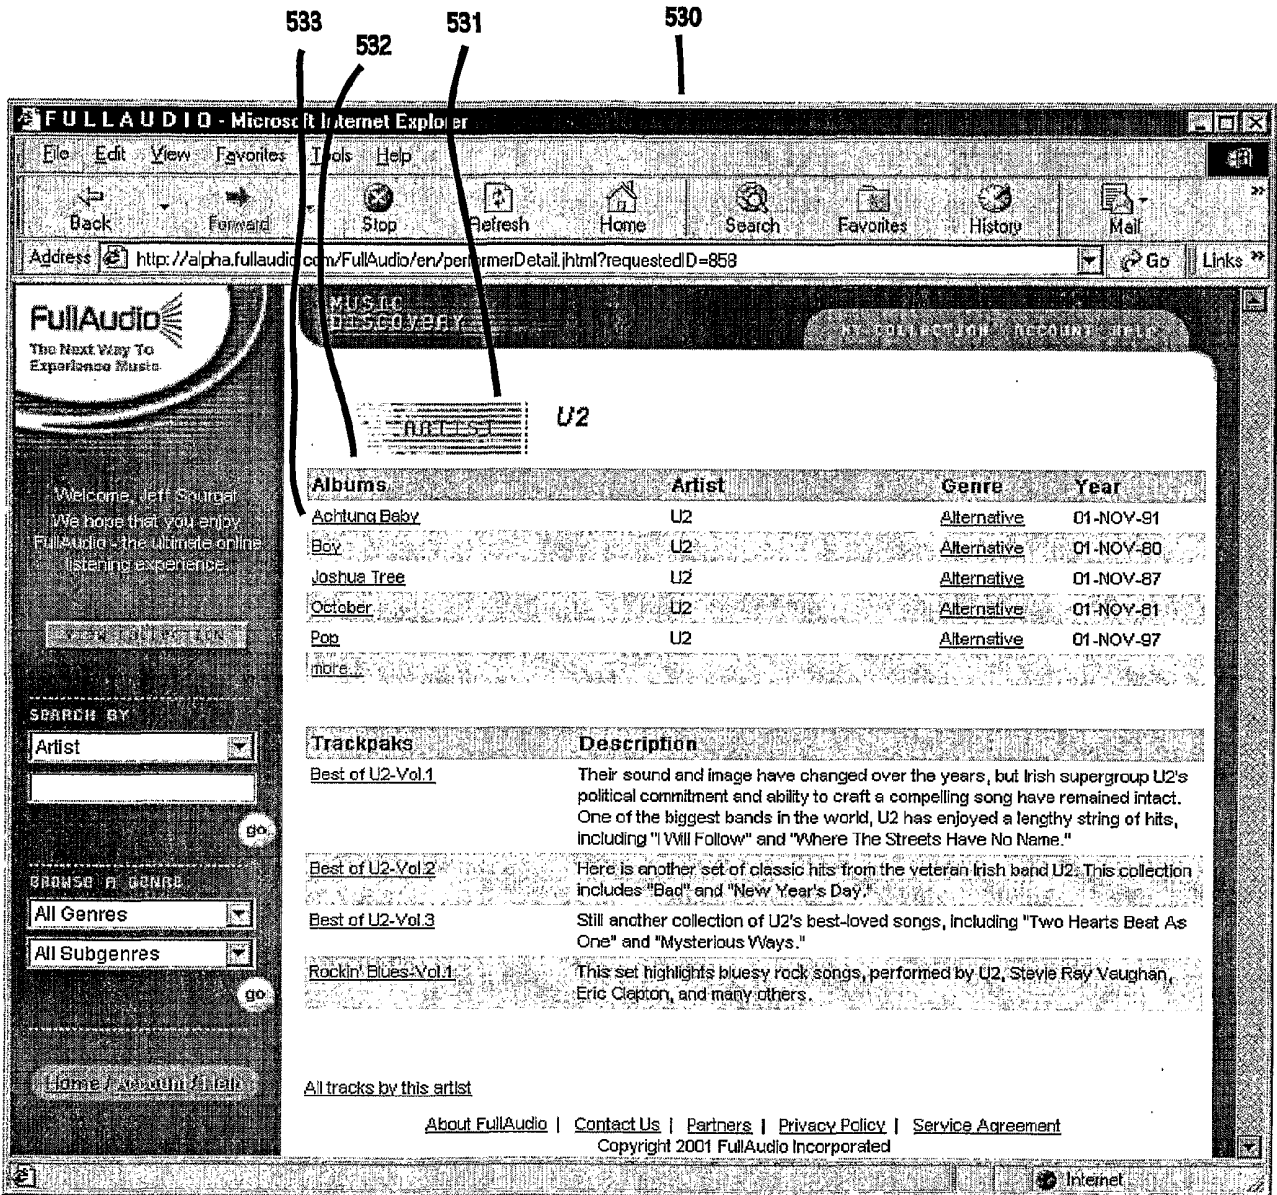 533
532
531
530
FULLAUDIO - Microsoft Internet Explorer
File Edit View Favorites Tools Help
Back Forward Stop Refresh Home Search Favorites History Mail »
Address http://alpha.fullaudio.com/FullAudio/en/performerDetail.jhtml?requestedID=858 Go Links »
FullAudio
The Next Way To
Experience Music
MUSIC
DISCOVERY
MY COLLECTION ACCOUNT HELP
ARTIST U2
Welcome, Jeff Spurgat
We hope that you enjoy
FullAudio - the ultimate online
listening experience.
VIEW COLLECTION
SEARCH BY
Artist
go
BROWSE A GENRE
All Genres
All Subgenres
go
Home / Account / Help
Albums Artist Genre Year
Achtung Baby U2 Alternative 01-NOV-91
Boy U2 Alternative 01-NOV-80
Joshua Tree U2 Alternative 01-NOV-87
October U2 Alternative 01-NOV-81
Pop U2 Alternative 01-NOV-97
more...
Trackpaks Description
Best of U2-Vol.1 Their sound and image have changed over the years, but Irish supergroup U2's
political commitment and ability to craft a compelling song have remained intact.
One of the biggest bands in the world, U2 has enjoyed a lengthy string of hits,
including "I Will Follow" and "Where The Streets Have No Name."
Best of U2-Vol.2 Here is another set of classic hits from the veteran Irish band U2. This collection
includes "Bad" and "New Year's Day."
Best of U2-Vol.3 Still another collection of U2's best-loved songs, including "Two Hearts Beat As
One" and "Mysterious Ways."
Rockin' Blues-Vol.1 This set highlights bluesy rock songs, performed by U2, Stevie Ray Vaughan,
Eric Clapton, and many others.
All tracks by this artist
About FullAudio | Contact Us | Partners | Privacy Policy | Service Agreement
Copyright 2001 FullAudio Incorporated
Internet